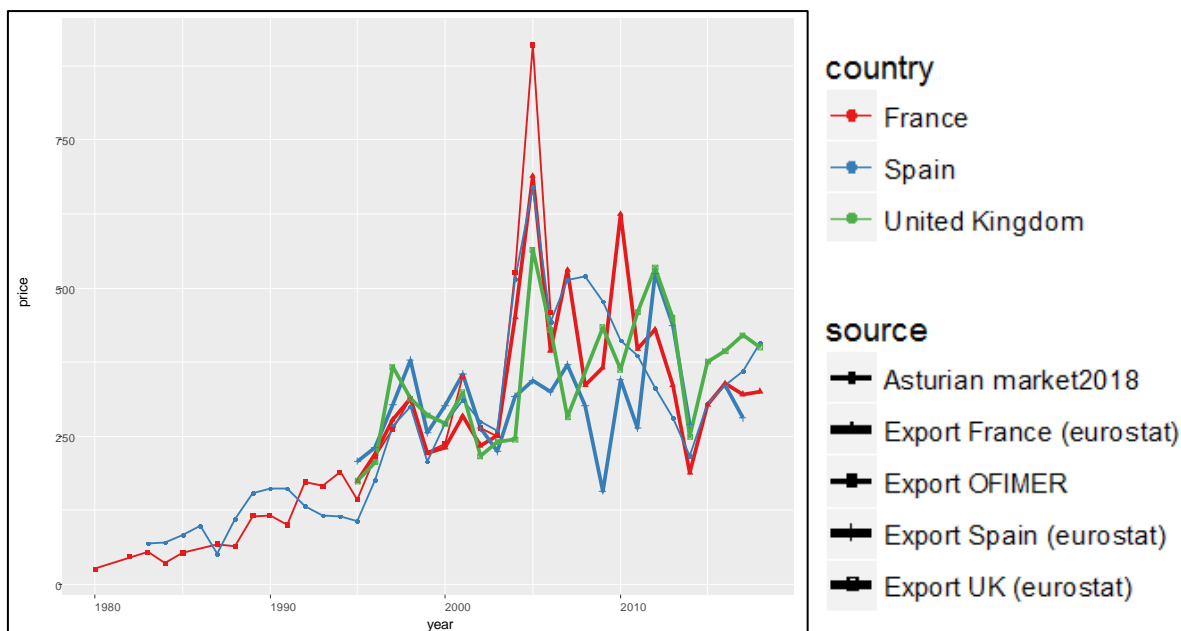 750
500
250
0
price
1980
1990
2000
2010
year
country
France
Spain
United Kingdom
source
Asturian market2018
Export France (eurostat)
Export OFIMER
Export Spain (eurostat)
Export UK (eurostat)